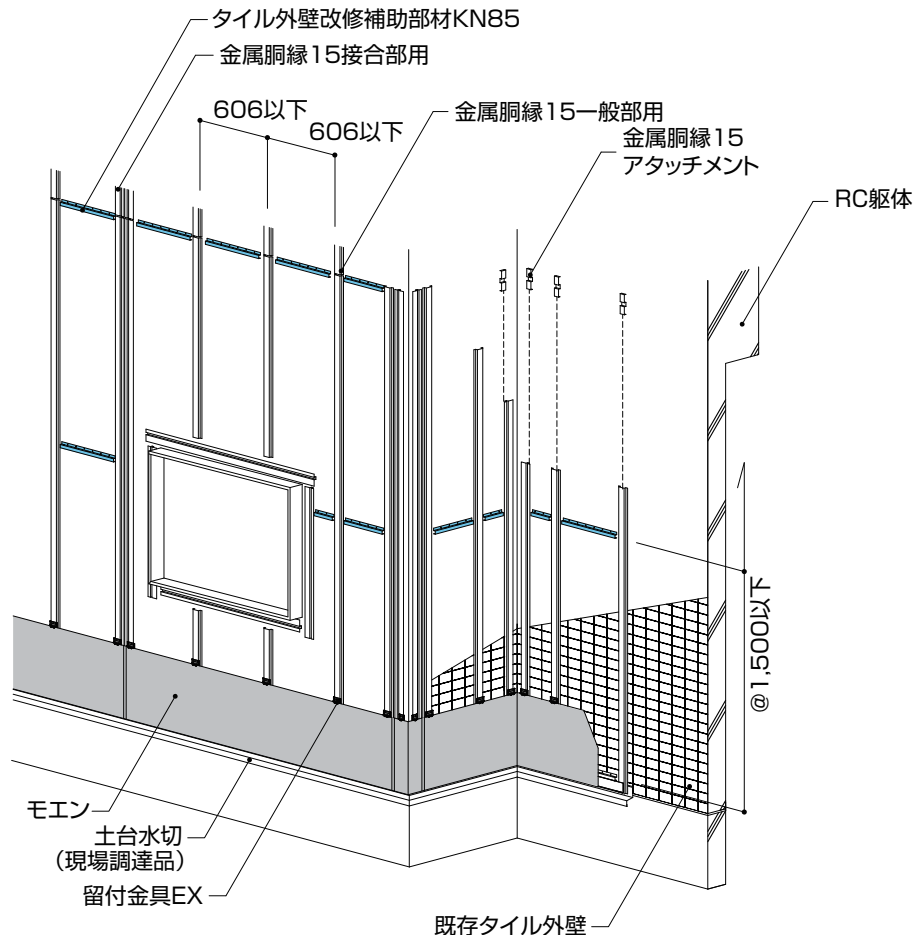 タイル外壁改修補助部材KN85
金属胴縁15接合部用
606以下
606以下
金属胴縁15一般部用
金属胴縁15
アタッチメント
RC躯体
@1,500以下
モエン
土台水切
（現場調達品）
留付金具EX
既存タイル外壁